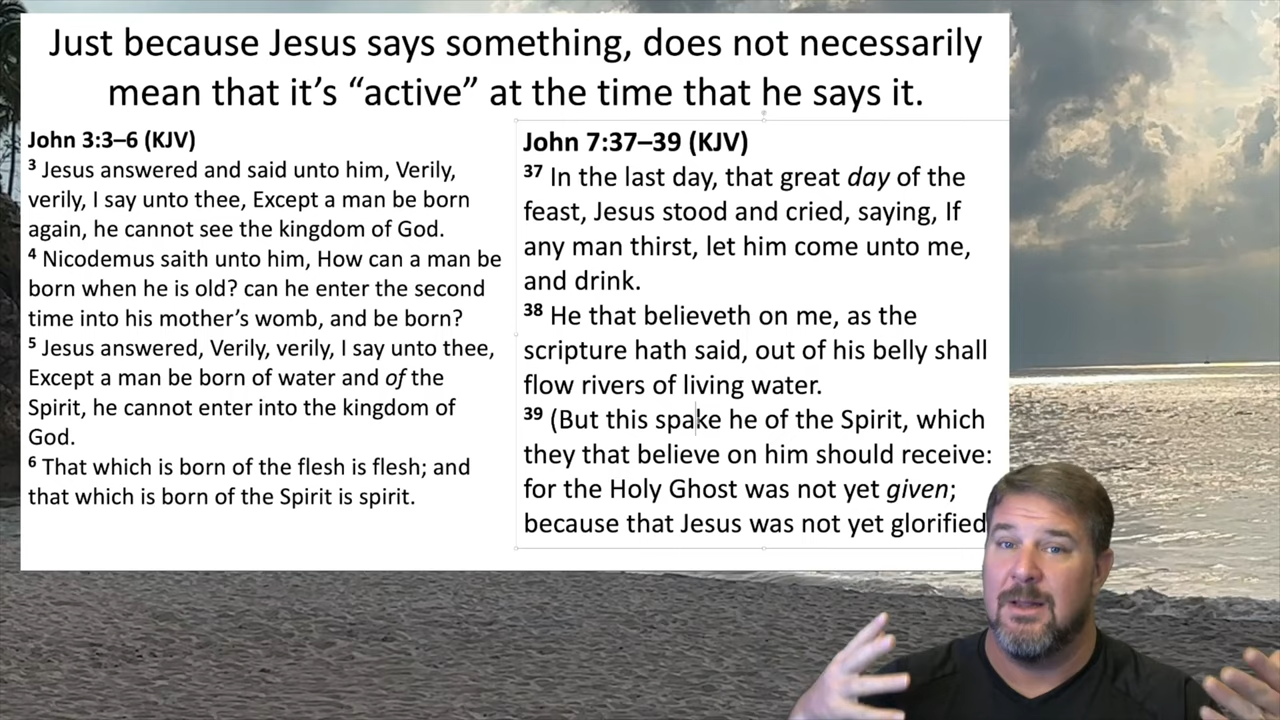 Just because Jesus says something, does not necessarily
mean that it’s “active” at the time that he says it.
John 3:3–6 (KJV)
3 Jesus answered and said unto him, Verily,
verily, I say unto thee, Except a man be born
again, he cannot see the kingdom of God.
4 Nicodemus saith unto him, How can a man be
born when he is old? can he enter the second
time into his mother’s womb, and be born?
5 Jesus answered, Verily, verily, I say unto thee,
Except a man be born of water and of the
Spirit, he cannot enter into the kingdom of
God.
6 That which is born of the flesh is flesh; and
that which is born of the Spirit is spirit.
John 7:37–39 (KJV)
37 In the last day, that great day of the
feast, Jesus stood and cried, saying, If
any man thirst, let him come unto me,
and drink.
38 He that believeth on me, as the
scripture hath said, out of his belly shall
flow rivers of living water.
39 (But this spake he of the Spirit, which
they that believe on him should receive:
for the Holy Ghost was not yet given;
because that Jesus was not yet glorified